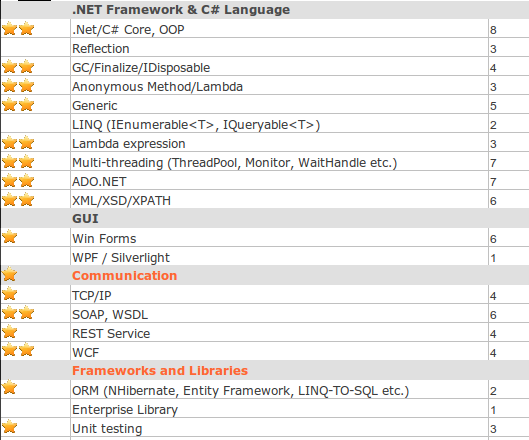 .NET Framework & C# Language
.Net/C# Core, OOP 8
Reflection 3
GC/Finalize/IDisposable 4
Anonymous Method/Lambda 3
Generic 5
LINQ (IEnumerable<T>, IQueryable<T>) 2
Lambda expression 3
Multi-threading (ThreadPool, Monitor, WaitHandle etc.) 7
ADO.NET 7
XML/XSD/XPATH 6
GUI
Win Forms 6
WPF / Silverlight 1
Communication
TCP/IP 4
SOAP, WSDL 6
REST Service 4
WCF 4
Frameworks and Libraries
ORM (NHibernate, Entity Framework, LINQ-TO-SQL etc.) 2
Enterprise Library 1
Unit testing 3